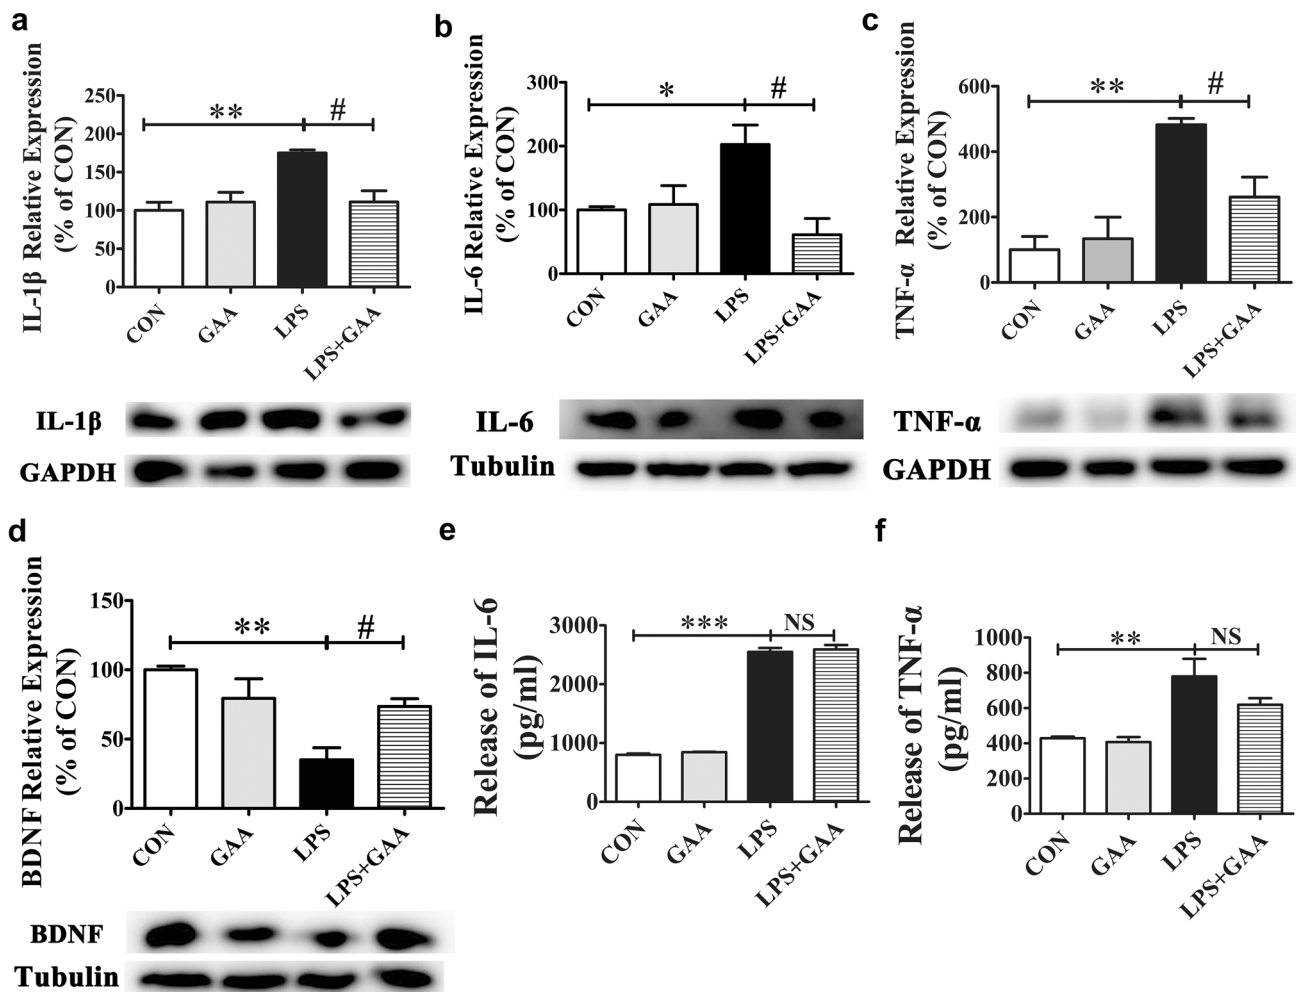 a
IL-1β Relative Expression
(% of CON)
250
200
150
100
50
0
**
#
CON
GAA
LPS
LPS+GAA
IL-1β
GAPDH
b
IL-6 Relative Expression
(% of CON)
300
200
100
0
*
#
CON
GAA
LPS
LPS+GAA
IL-6
Tubulin
c
TNF-α Relative Expression
(% of CON)
600
400
200
0
**
#
CON
GAA
LPS
LPS+GAA
TNF-α
GAPDH
d
BDNF Relative Expression
(% of CON)
150
100
50
0
**
#
CON
GAA
LPS
LPS+GAA
BDNF
Tubulin
e
Release of IL-6
(pg/ml)
3000
2000
1000
0
***
NS
CON
GAA
LPS
LPS+GAA
f
Release of TNF-α
(pg/ml)
1000
800
600
400
200
0
**
NS
CON
GAA
LPS
LPS+GAA